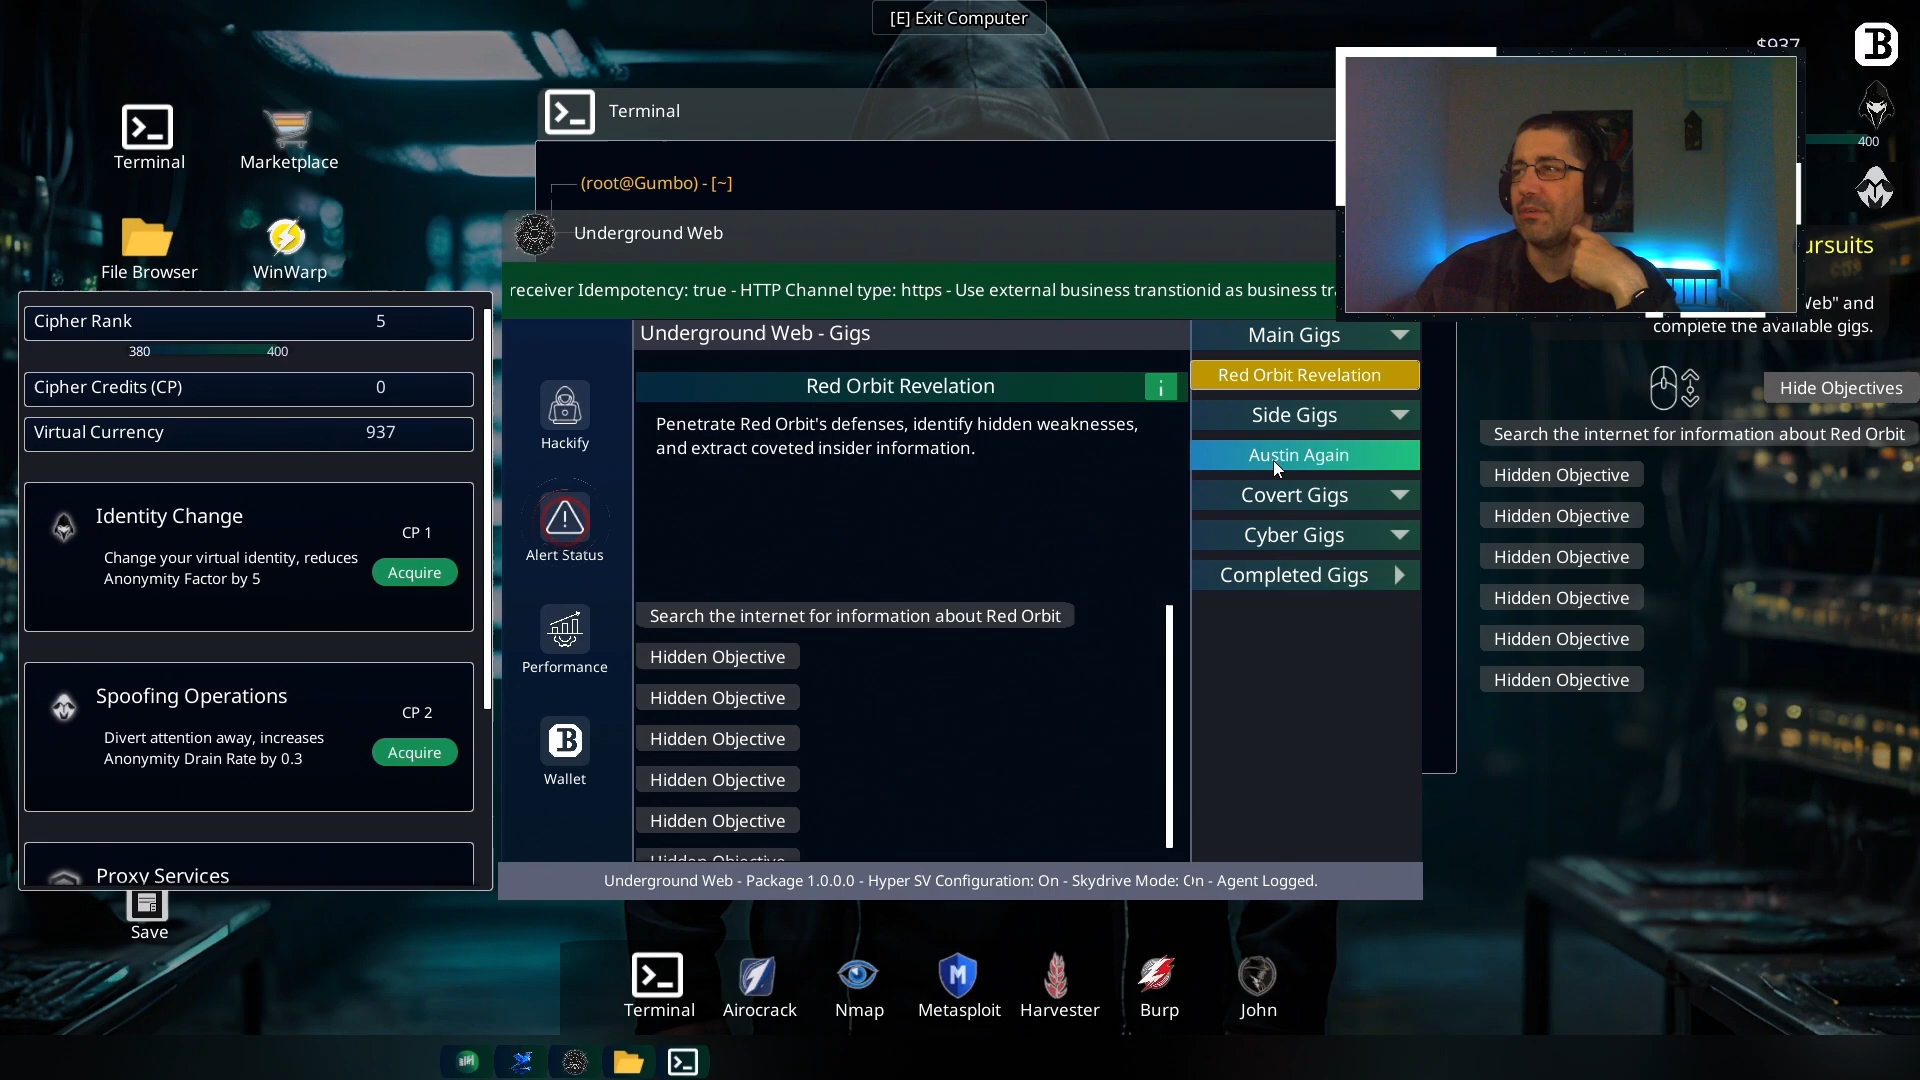 [E] Exit Computer
$937
400
Terminal
Marketplace
File Browser
WinWarp
Terminal
(root@Gumbo) - [~]
Underground Web
receiver Idempotency: true - HTTP Channel type: https - Use external business transtionid as business
Cipher Rank 5
380 400
Cipher Credits (CP) 0
Virtual Currency 937
Identity Change
CP 1
Change your virtual identity, reduces
Anonymity Factor by 5
Acquire
Spoofing Operations
CP 2
Divert attention away, increases
Anonymity Drain Rate by 0.3
Acquire
Proxy Services
Save
Hackify
Alert Status
Performance
Wallet
Underground Web - Gigs
Red Orbit Revelation
i
Penetrate Red Orbit's defenses, identify hidden weaknesses,
and extract coveted insider information.
Search the internet for information about Red Orbit
Hidden Objective
Hidden Objective
Hidden Objective
Hidden Objective
Hidden Objective
Hidden Objective
Main Gigs
Red Orbit Revelation
Side Gigs
Austin Again
Covert Gigs
Cyber Gigs
Completed Gigs
Underground Web - Package 1.0.0.0 - Hyper SV Configuration: On - Skydrive Mode: On - Agent Logged.
ursuits
Web" and
complete the available gigs.
Hide Objectives
Search the internet for information about Red Orbit
Hidden Objective
Hidden Objective
Hidden Objective
Hidden Objective
Hidden Objective
Hidden Objective
Terminal
Airocrack
Nmap
Metasploit
Harvester
Burp
John